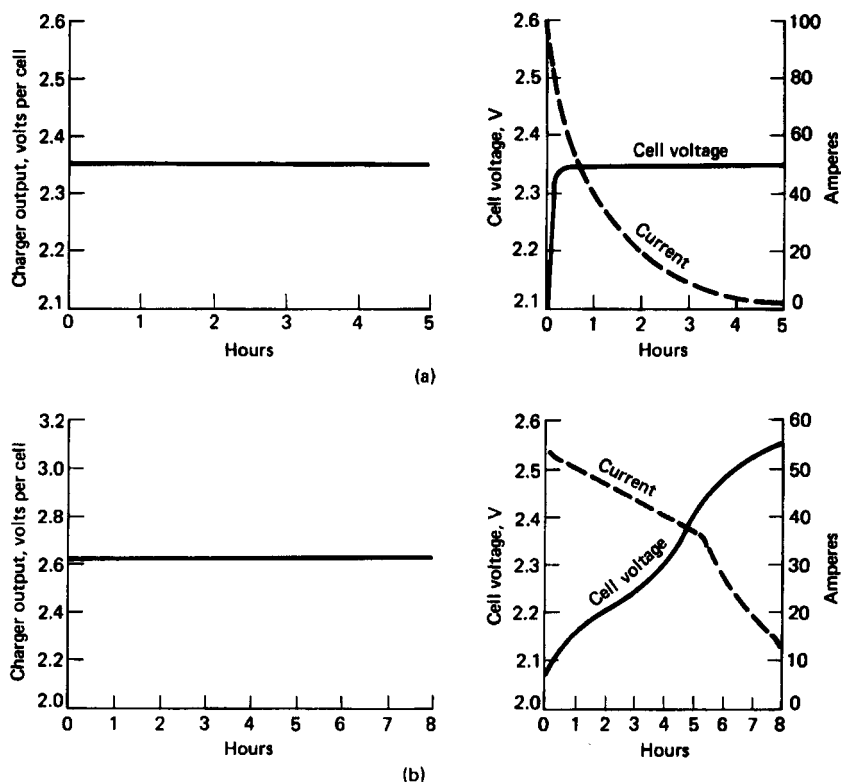 2.6
2.5
2.4
2.3
2.2
2.1
Charger output, volts per cell
0 1 2 3 4 5
Hours
2.6
2.5
2.4
2.3
2.2
2.1
Cell voltage, V
100
80
60
40
20
0
Amperes
Cell voltage
Current
0 1 2 3 4 5
Hours
(a)
3.2
3.0
2.8
2.6
2.4
2.2
2.0
Charger output, volts per cell
0 1 2 3 4 5 6 7 8
Hours
2.6
2.5
2.4
2.3
2.2
2.1
2.0
Cell voltage, V
60
50
40
30
20
10
0
Amperes
Current
Cell voltage
0 1 2 3 4 5 6 7 8
Hours
(b)